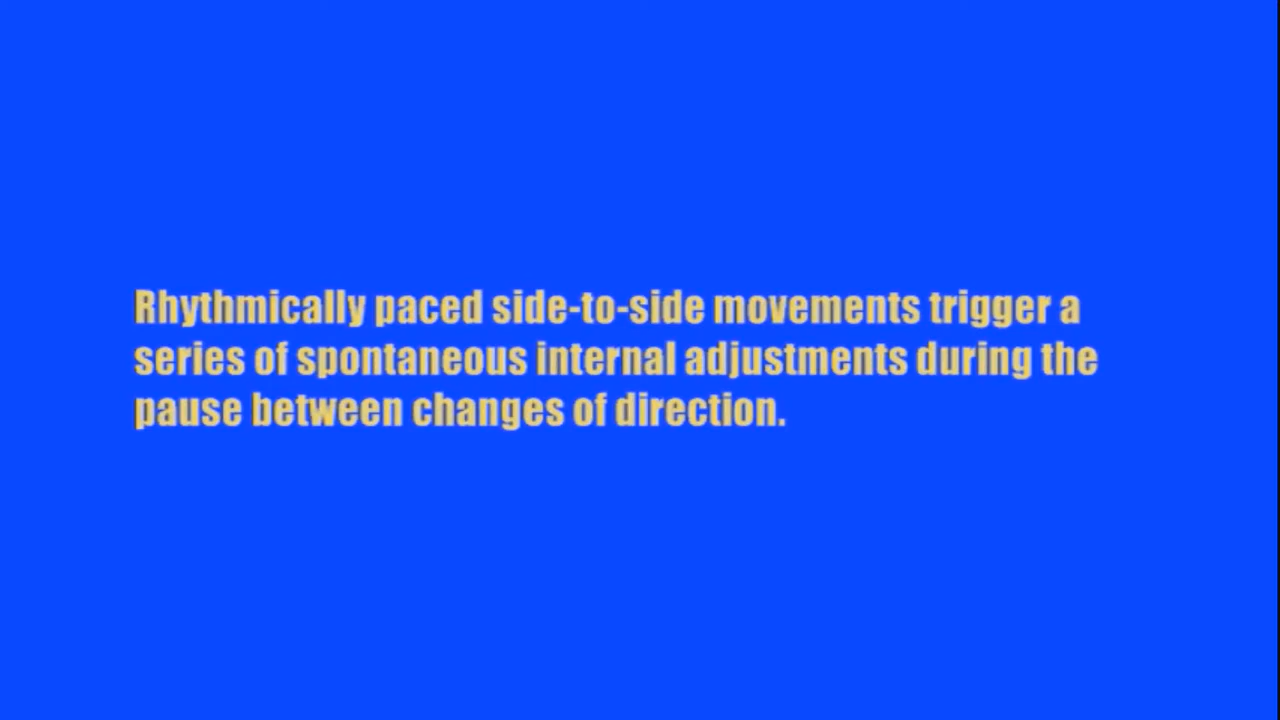 Rhythmically paced side-to-side movements trigger a
series of spontaneous internal adjustments during the
pause between changes of direction.